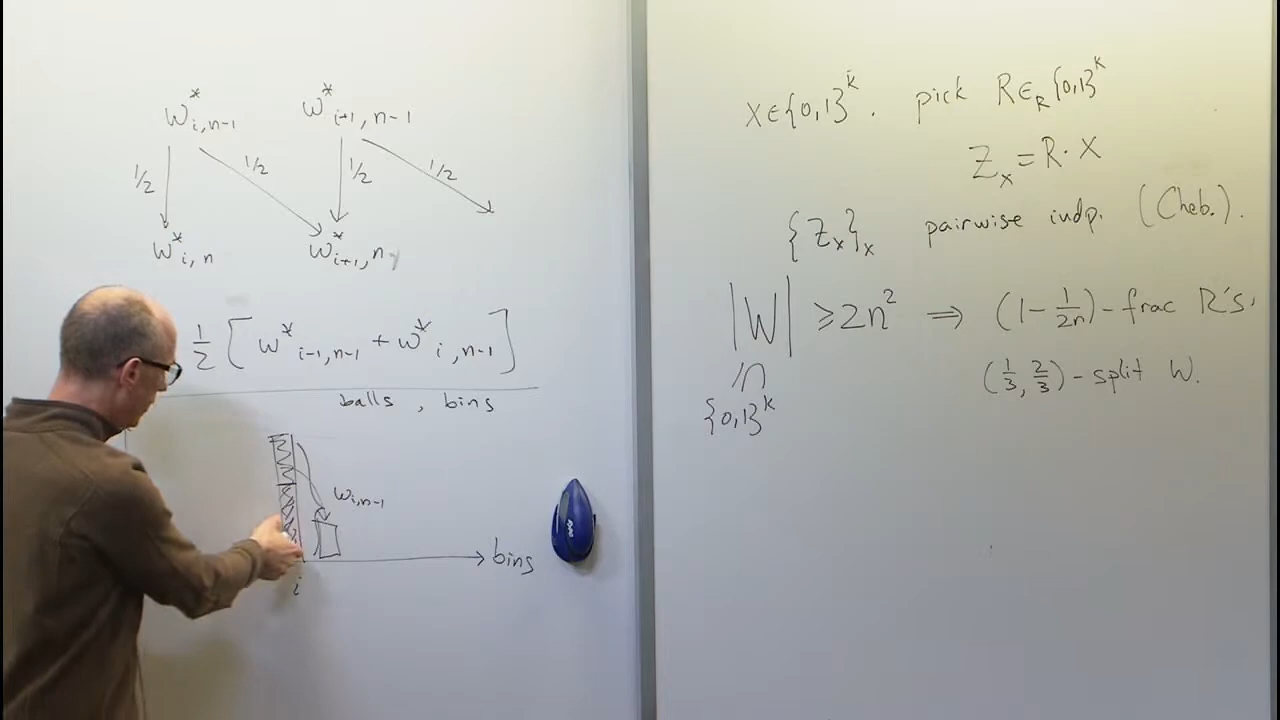 w*_{i,n-1} w*_{i+1,n-1}
1/2 1/2 1/2 1/2
w*_{i,n} w*_{i+1,n}
1/2 [ w*_{i-1,n-1} + w*_{i,n-1} ]
balls , bins
w_{i,n-1}
bins
i
x∈{0,1}^k . pick R∈_R{0,1}^k
Z_x = R·X
{Z_x}_x pairwise indp. (Cheb.).
|W| ≥ 2n² ⇒ (1-1/2n)-frac R's.
⊆ (1/3, 2/3)-split W.
{0,1}^k